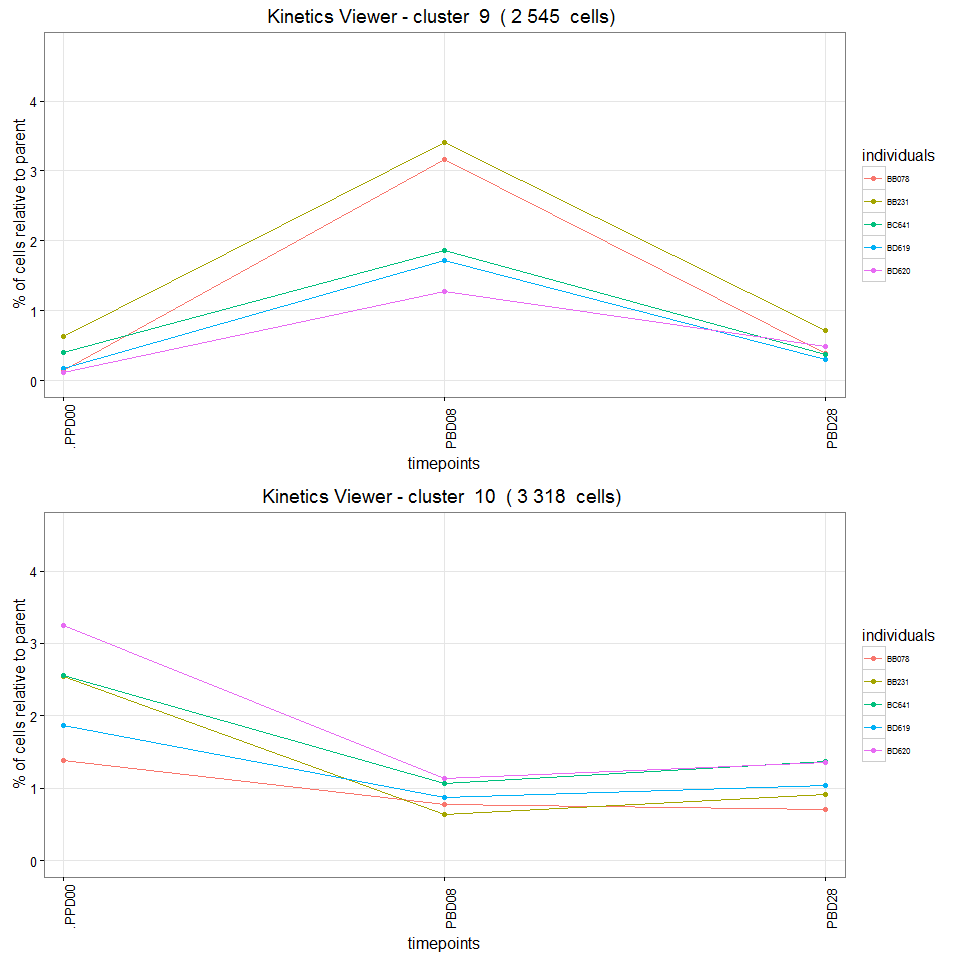 Kinetics Viewer - cluster 9 ( 2 545 cells)
% of cells relative to parent
4
3
2
1
0
.PPD00
PBD08
PBD28
timepoints
individuals
BB078
BB231
BC641
BD619
BD620
Kinetics Viewer - cluster 10 ( 3 318 cells)
% of cells relative to parent
4
3
2
1
0
.PPD00
PBD08
PBD28
timepoints
individuals
BB078
BB231
BC641
BD619
BD620